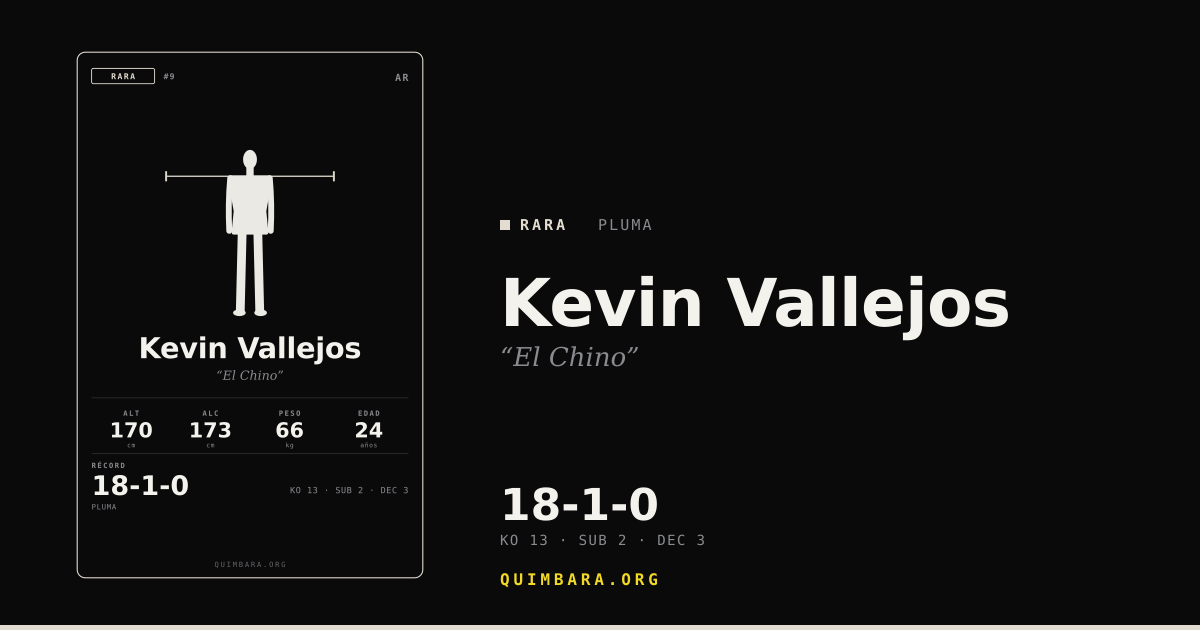 RARA #9 AR
Kevin Vallejos
“El Chino”
ALT ALC PESO EDAD
170 173 66 24
cm cm kg años
RÉCORD
18-1-0 KO 13 · SUB 2 · DEC 3
PLUMA
QUIMBARA.ORG
RARA PLUMA
Kevin Vallejos
“El Chino”
18-1-0
KO 13 · SUB 2 · DEC 3
QUIMBARA.ORG